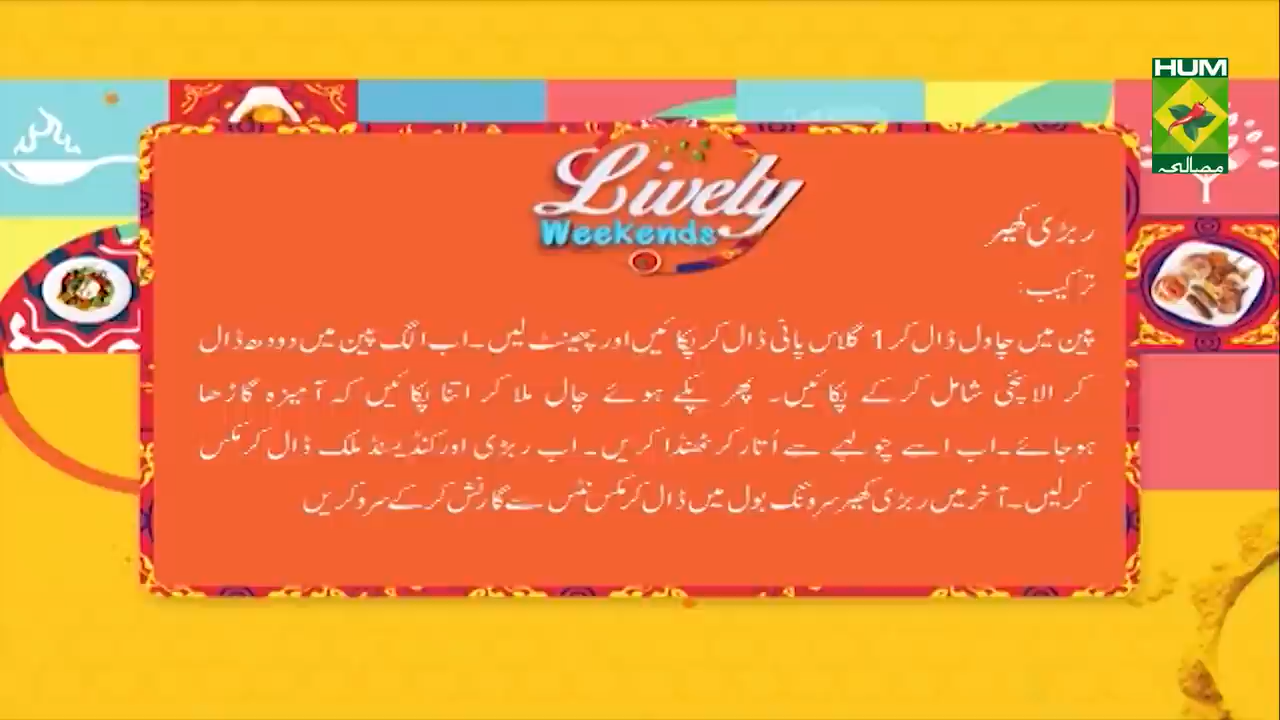 HUM
مصالحہ
Lively
Weekends
ربڑی کھیر
ترکیب:
پین میں چاول ڈال کر 1 گلاس پانی ڈال کر پکائیں اور پھینٹ لیں۔ اب الگ پین میں دودھ ڈال
کر الائچی شامل کر کے پکائیں۔ پھر پکے ہوئے چال ملا کر اتنا پکائیں کہ آمیزہ گاڑھا
ہو جائے۔ اب اسے چولہے سے اُتار کر ٹھنڈا کریں۔ اب ربڑی اور کنڈیسنڈ ملک ڈال کر مکس
کر لیں۔ آخر میں ربڑی کھیر سرونگ بول میں ڈال کر مکس نٹس سے گارنش کر کے سرو کریں